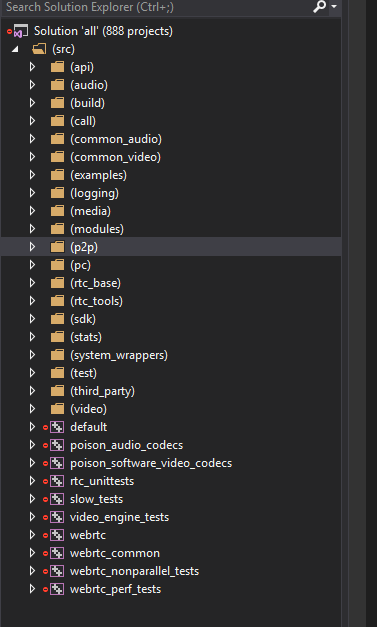 Search Solution Explorer (Ctrl+;)
Solution 'all' (888 projects)
(src)
(api)
(audio)
(build)
(call)
(common_audio)
(common_video)
(examples)
(logging)
(media)
(modules)
(p2p)
(pc)
(rtc_base)
(rtc_tools)
(sdk)
(stats)
(system_wrappers)
(test)
(third_party)
(video)
default
poison_audio_codecs
poison_software_video_codecs
rtc_unittests
slow_tests
video_engine_tests
webrtc
webrtc_common
webrtc_nonparallel_tests
webrtc_perf_tests